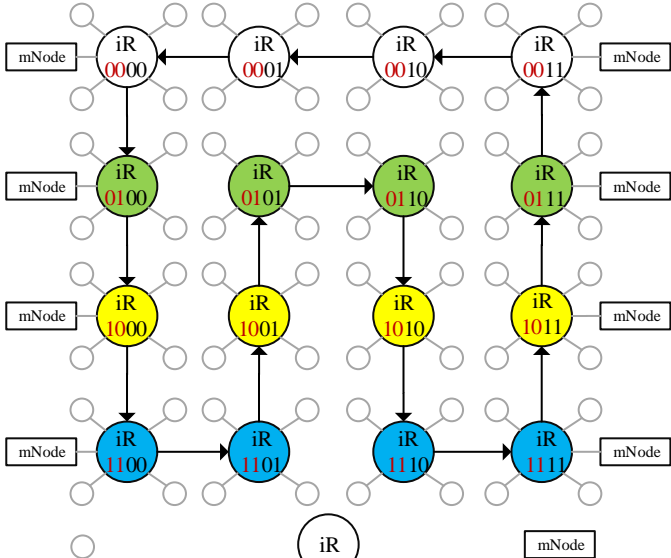 iR iR iR iR
mNode 0000 0001 0010 0011 mNode
iR iR iR iR
mNode 0100 0101 0110 0111 mNode
iR iR iR iR
mNode 1000 1001 1010 1011 mNode
iR iR iR iR
mNode 1100 1101 1110 1111 mNode
iR mNode